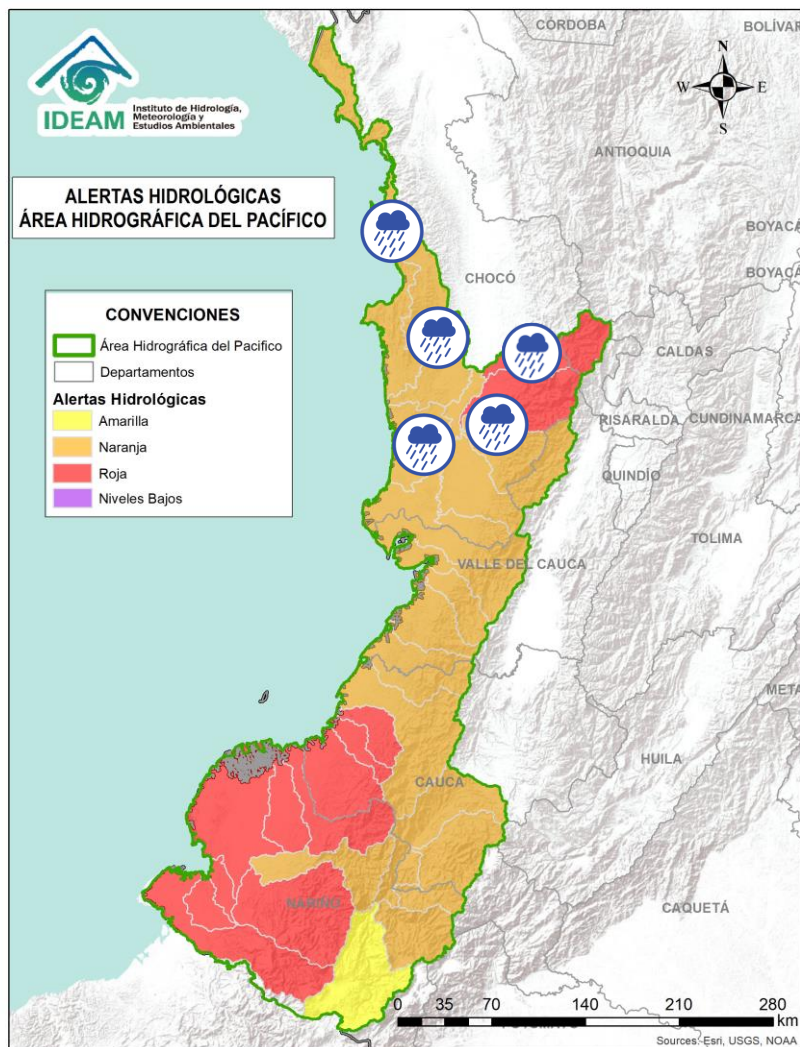 CÓRDOBA
BOLÍVAR
IDEAM
Instituto de Hidrología,
Meteorología y
Estudios Ambientales
N
W
E
S
ANTIOQUIA
ALERTAS HIDROLÓGICAS
ÁREA HIDROGRÁFICA DEL PACÍFICO
BOYACÁ
BOYACÁ
CHOCÓ
CONVENCIONES
Área Hidrográfica del Pacifico
Departamentos
Alertas Hidrológicas
Amarilla
Naranja
Roja
Niveles Bajos
CALDAS
RISARALDA
CUNDINAMARCA
QUINDÍO
TOLIMA
VALLE DEL CAUCA
META
HUILA
CAUCA
NARIÑO
CAQUETÁ
0 35 70 140 210 280
km
Sources: Esri, USGS, NOAA